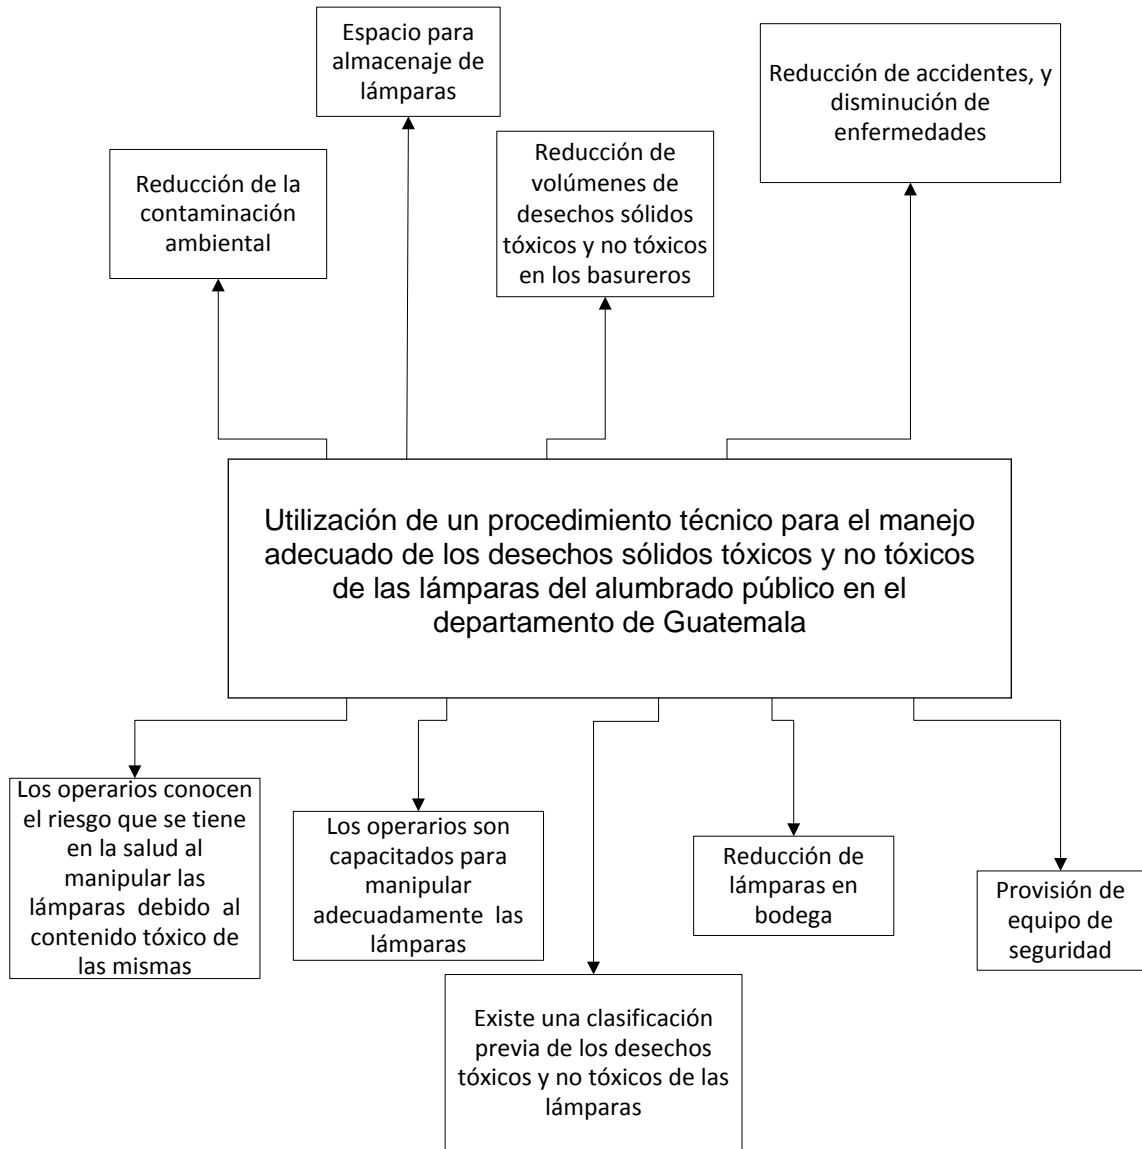 Espacio para
almacenaje de
lámparas
Reducción de accidentes, y
disminución de
enfermedades
Reducción de
volúmenes de
desechos sólidos
tóxicos y no tóxicos
en los basureros
Reducción de la
contaminación
ambiental
Utilización de un procedimiento técnico para el manejo
adecuado de los desechos sólidos tóxicos y no tóxicos
de las lámparas del alumbrado público en el
departamento de Guatemala
Los operarios conocen
el riesgo que se tiene
en la salud al
manipular las
lámparas debido al
contenido tóxico de
las mismas
Los operarios son
capacitados para
manipular
adecuadamente las
lámparas
Reducción de
lámparas en
bodega
Provisión de
equipo de
seguridad
Existe una clasificación
previa de los desechos
tóxicos y no tóxicos de las
lámparas